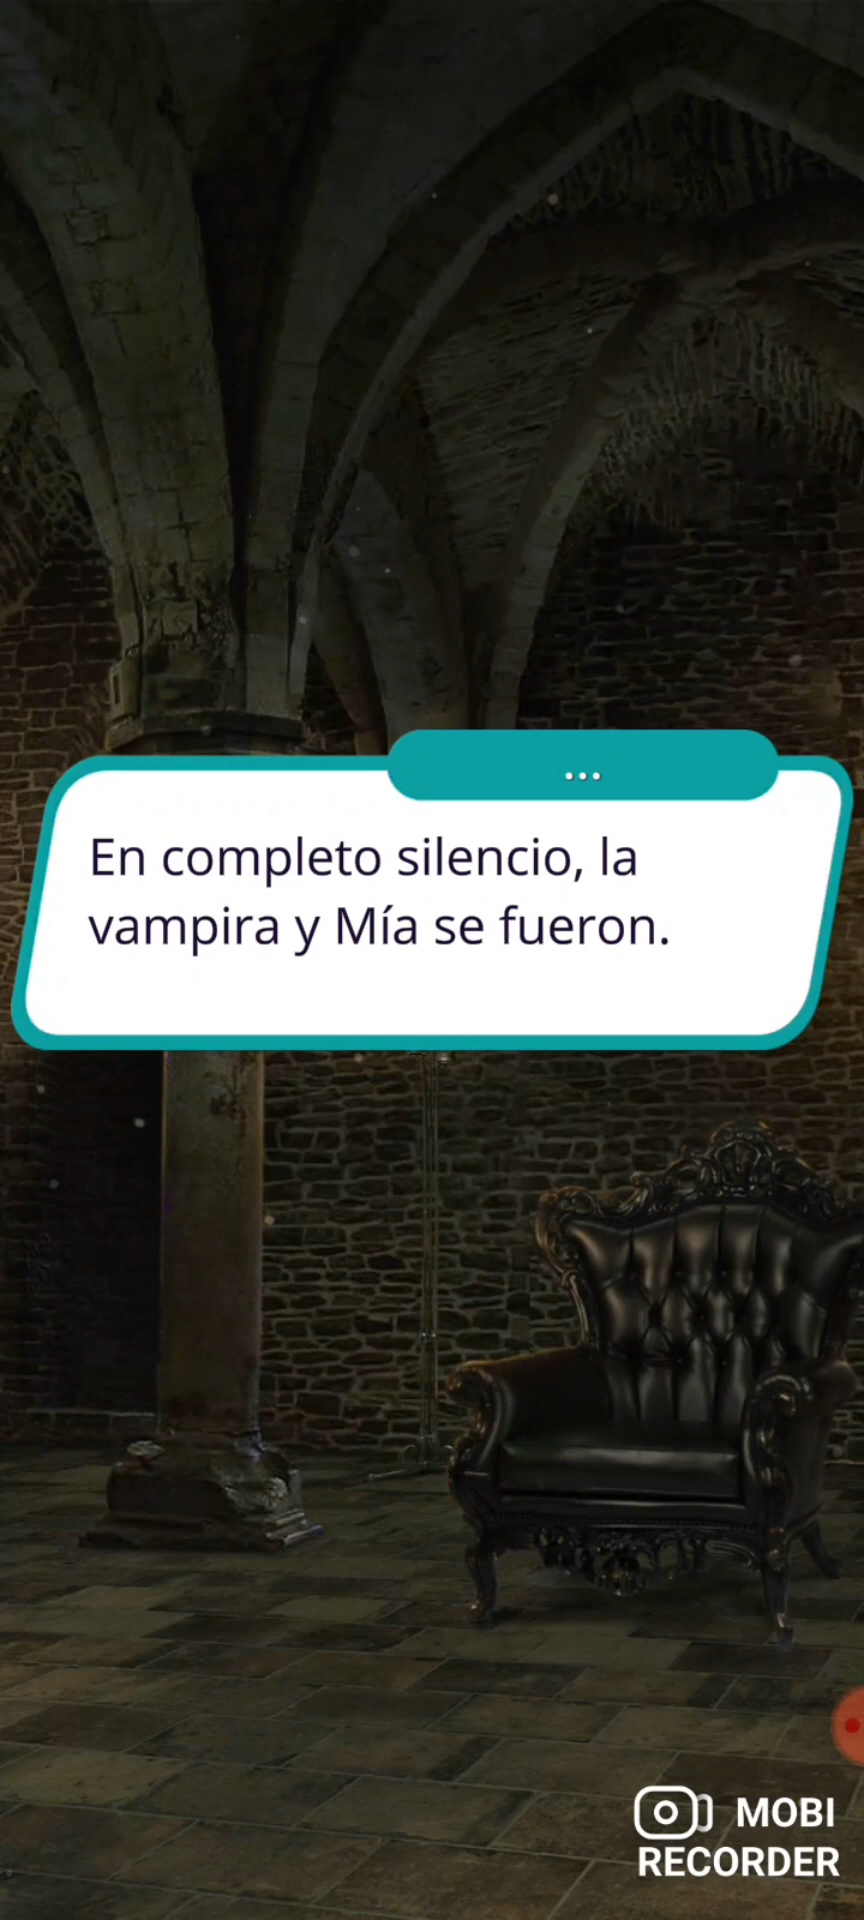 ...
En completo silencio, la
vampira y Mía se fueron.
MOBI
RECORDER